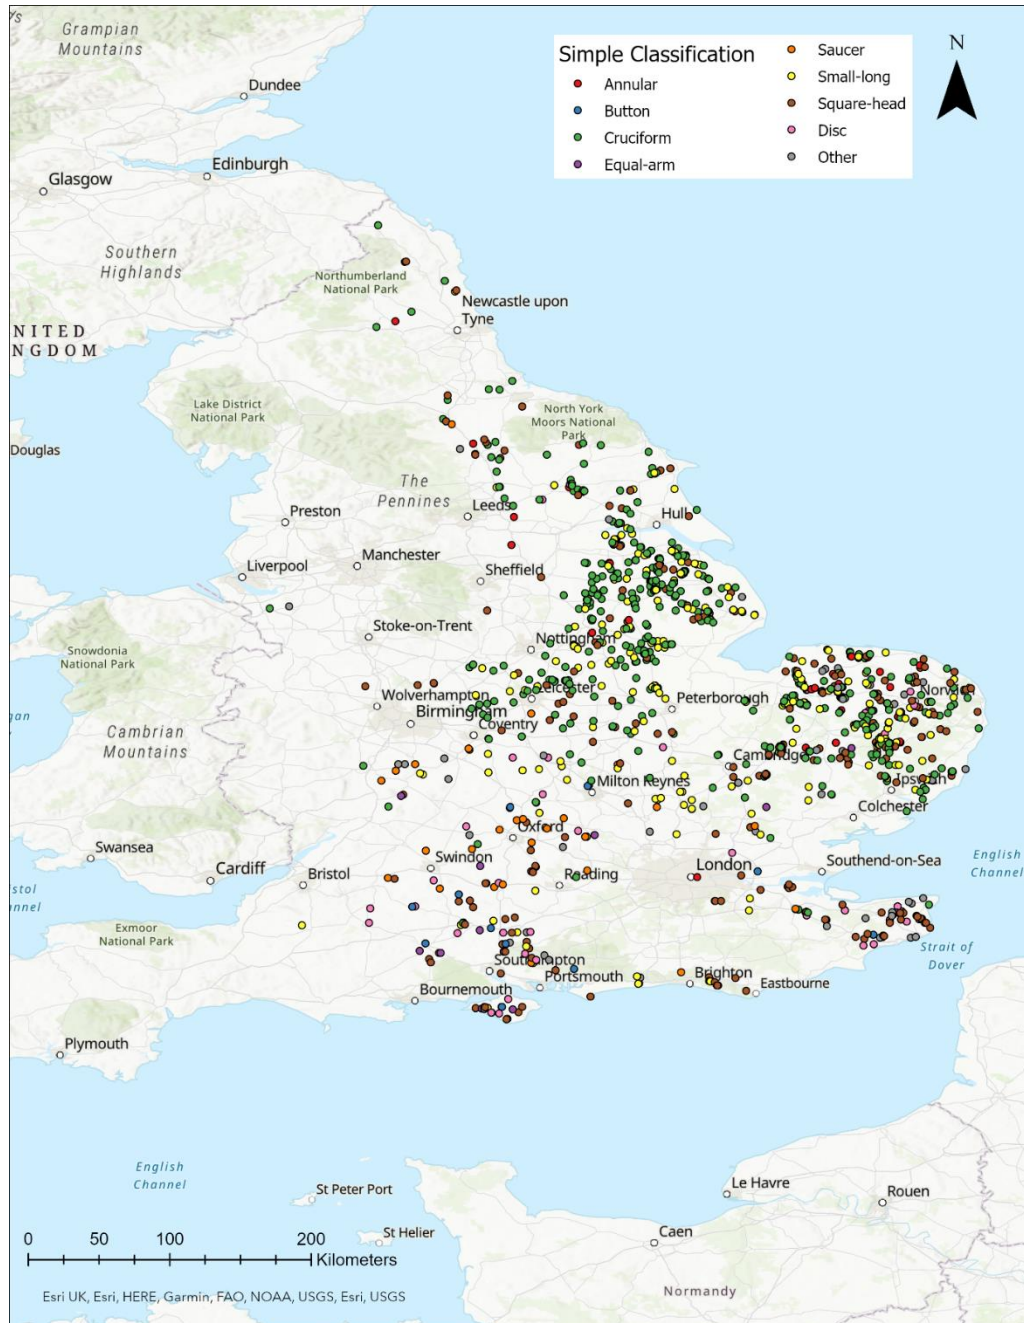 Grampian
Mountains
Dundee
Edinburgh
Glasgow
Southern
Highlands
Northumberland
National Park
Newcastle upon
Tyne
NITED
NGDOM
Lake District
National Park
North York
Moors National
Park
Douglas
The
Pennines
Preston
Leeds
Hull
Manchester
Liverpool
Sheffield
Stoke-on-Trent
Nottingham
Snowdonia
National Park
Wolverhampton
Leicester
Peterborough
Norwich
Birmingham
Coventry
Cambrian
Mountains
Cambridge
Milton Keynes
Ipswich
Colchester
Oxford
Swansea
Cardiff
Swindon
Bristol
Reading
London
Southend-on-Sea
English
Channel
Exmoor
National Park
Strait of
Dover
Southampton
Portsmouth
Brighton
Eastbourne
Bournemouth
Plymouth
English
Channel
St Peter Port
St Helier
Le Havre
Rouen
Caen
Normandy
Simple Classification
Annular
Button
Cruciform
Equal-arm
Saucer
Small-long
Square-head
Disc
Other
N
0 50 100 200
Kilometers
Esri UK, Esri, HERE, Garmin, FAO, NOAA, USGS, Esri, USGS